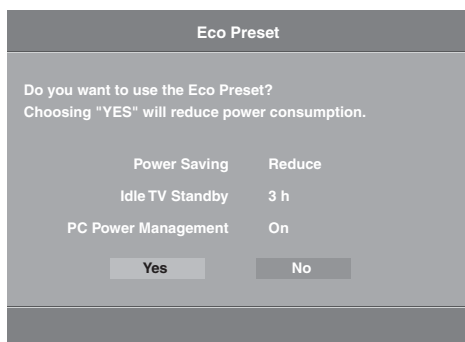 Eco Preset
Do you want to use the Eco Preset?
Choosing "YES" will reduce power consumption.
Power Saving Reduce
Idle TV Standby 3 h
PC Power Management On
Yes No